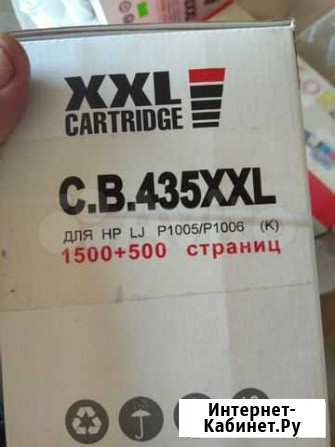 XXL
CARTRIDGE
C.B.435XXL
ДЛЯ HP LJ P1005/P1006 (K)
1500+500 страниц
Интернет-
Кабинет.Ру